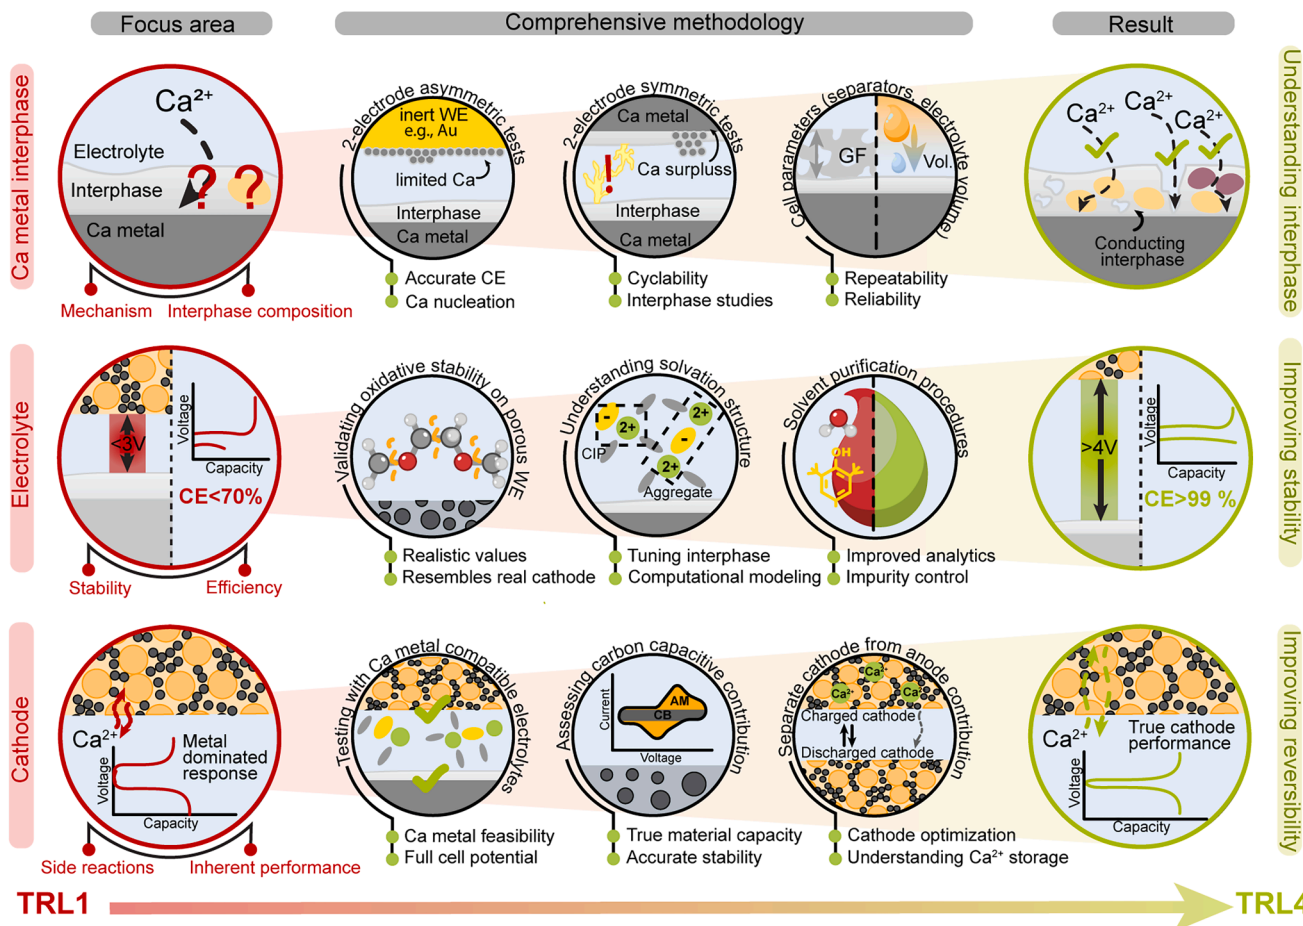 Focus area
Comprehensive methodology
Result
Ca metal interphase
Ca²⁺
Electrolyte
Interphase
Ca metal
? ?
Mechanism
Interphase composition
2-electrode asymmetric tests
inert WE
e.g., Au
limited Ca
Interphase
Ca metal
Accurate CE
Ca nucleation
2-electrode symmetric tests
Ca metal
!
Ca surpluss
Interphase
Ca metal
Cyclability
Interphase studies
Cell parameters (separators, electrolyte volume)
GF
Vol.
Repeatability
Reliability
Ca²⁺
Ca²⁺
Ca²⁺
Conducting
interphase
Understanding interphase
Electrolyte
<3V
Voltage
Capacity
CE<70%
Stability
Efficiency
Validating oxidative stability on porous WE
Realistic values
Resembles real cathode
Understanding solvation structure
-
2+
2+
-
CIP
2+
Aggregate
Tuning interphase
Computational modeling
Solvent purification procedures
OH
Improved analytics
Impurity control
>4V
Voltage
Capacity
CE>99 %
Improving stability
Cathode
Ca²⁺
Metal
dominated
response
Voltage
Capacity
Side reactions
Inherent performance
Testing with Ca metal compatible electrolytes
Ca metal feasibility
Full cell potential
Assessing carbon capacitive contribution
Current
AM
CB
Voltage
True material capacity
Accurate stability
Separate cathode from anode contribution
Ca²⁺
Ca²⁺
Ca²⁺
Charged cathode
Discharged cathode
Cathode optimization
Understanding Ca²⁺ storage
Ca²⁺
True cathode
performance
Voltage
Capacity
Improving reversibility
TRL1
TRL4